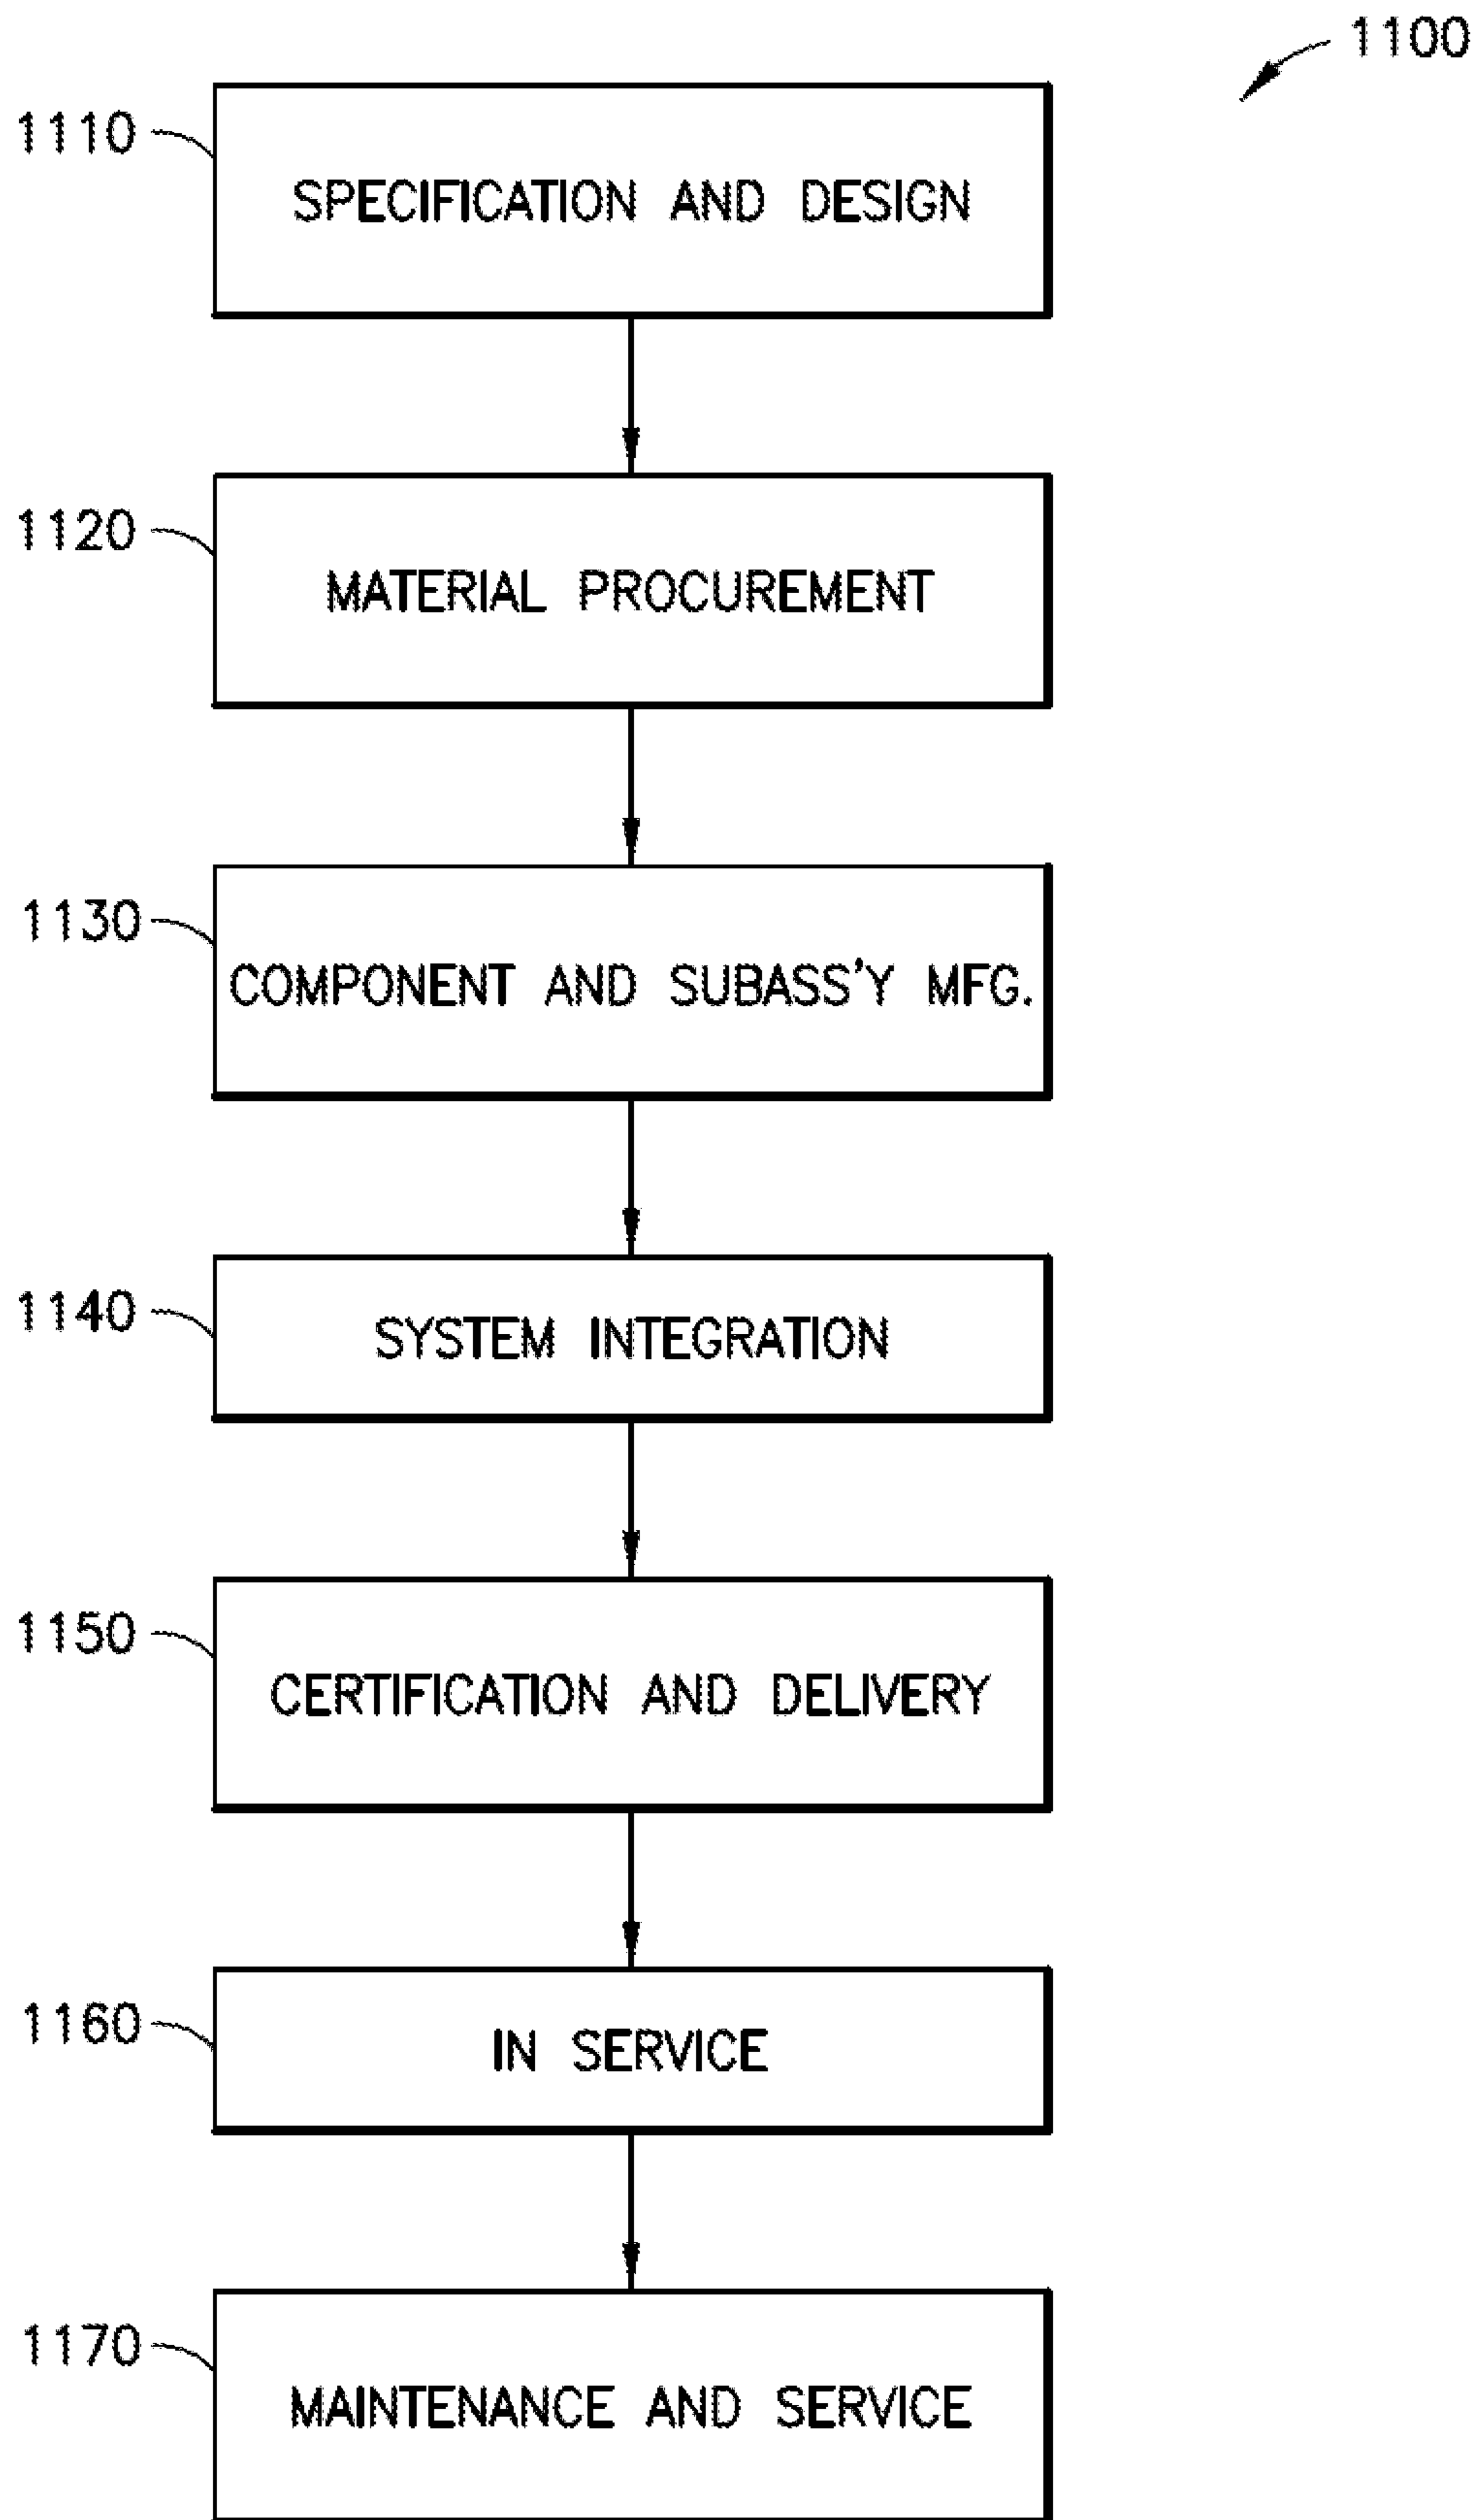 1100
1110
SPECIFICATION AND DESIGN
1120
MATERIAL PROCUREMENT
1130
COMPONENT AND SUBASS'Y MFG.
1140
SYSTEM INTEGRATION
1150
CERTIFICATION AND DELIVERY
1160
IN SERVICE
1170
MAINTENANCE AND SERVICE